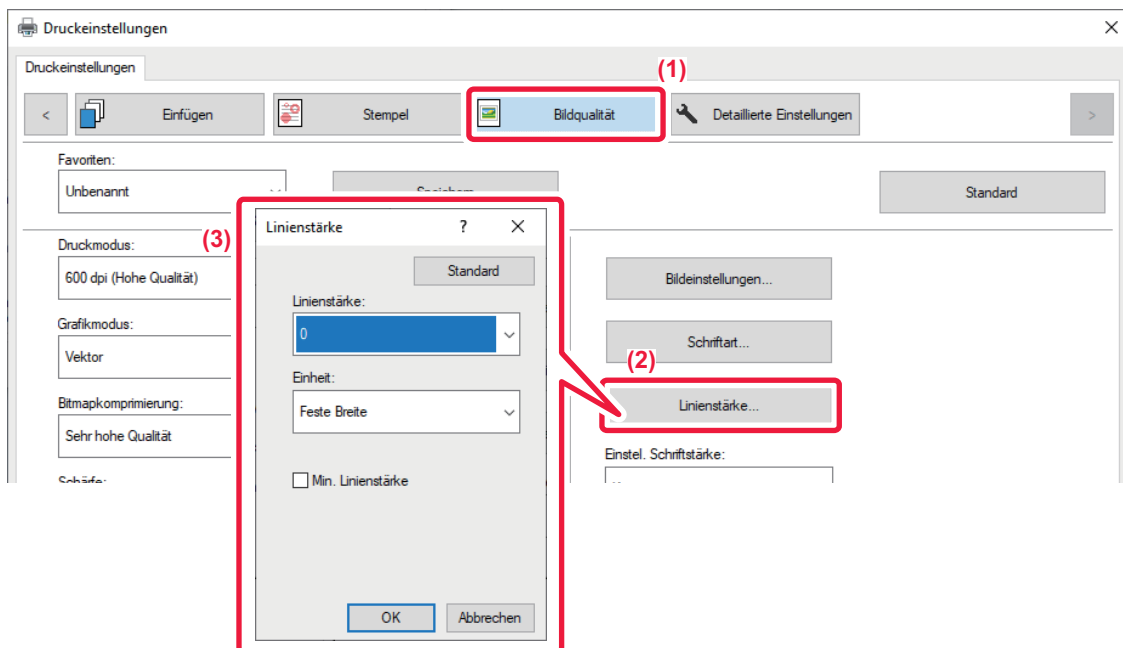 Druckeinstellungen
Druckeinstellungen
(1)
< Einfügen Stempel Bildqualität Detaillierte Einstellungen >
Favoriten:
Unbenannt
Speichern
Standard
Druckmodus:
600 dpi (Hohe Qualität)
Grafikmodus:
Vektor
Bitmapkomprimierung:
Sehr hohe Qualität
Schärfe:
(3)
Linienstärke ?
Standard
Linienstärke:
0
Einheit:
Feste Breite
Min. Linienstärke
OK Abbrechen
Bildeinstellungen...
Schriftart...
(2)
Linienstärke...
Einstel. Schriftstärke: